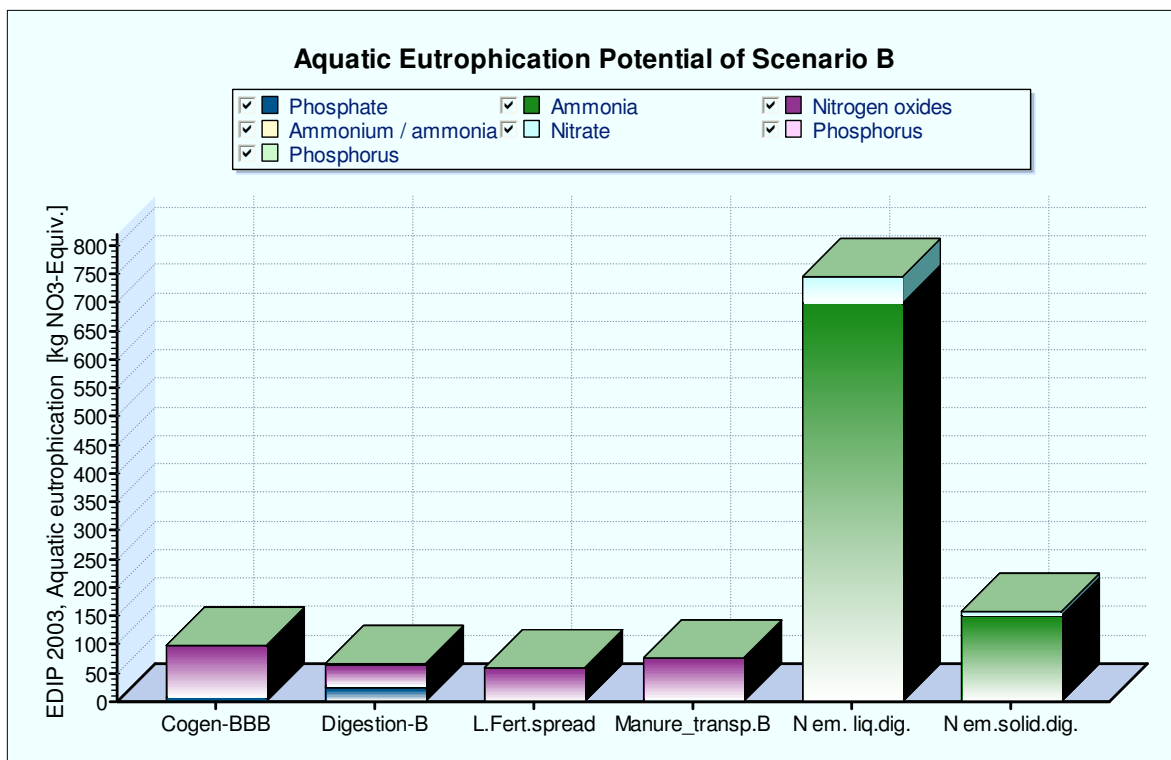 Aquatic Eutrophication Potential of Scenario B
Phosphate Ammonia Nitrogen oxides
Ammonium / ammonia Nitrate Phosphorus
Phosphorus
EDIP 2003, Aquatic eutrophication [kg NO3-Equiv.]
800
750
700
650
600
550
500
450
400
350
300
250
200
150
100
50
0
Cogen-BBB Digestion-B L.Fert.spread Manure_transp.B N em. liq.dig. N em.solid.dig.